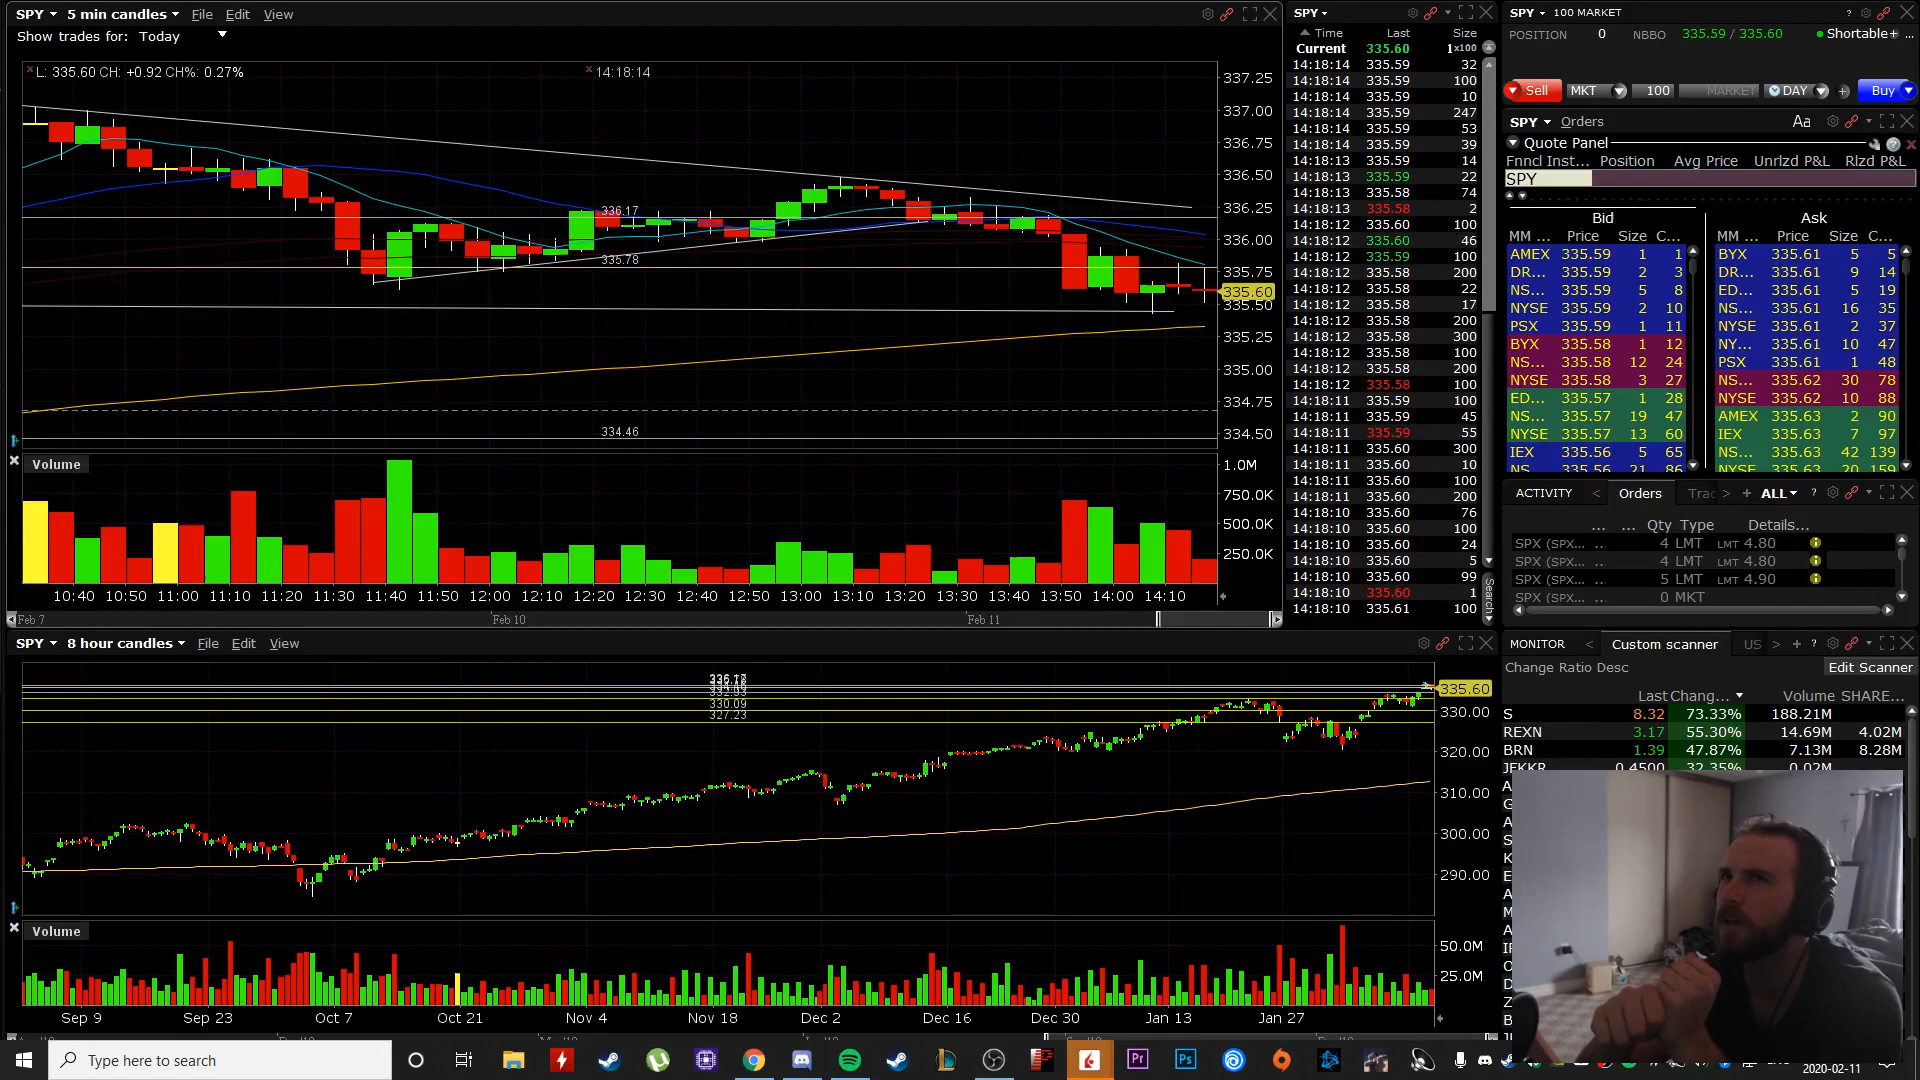 SPY 5 min candles File Edit View
Show trades for: Today
L: 335.60 CH: +0.92 CH%: 0.27%
14:18:14
336.17
335.78
334.46
337.25
337.00
336.75
336.50
336.25
336.00
335.75
335.60
335.50
335.25
335.00
334.75
334.50
Volume
1.0M
750.0K
500.0K
250.0K
10:40 10:50 11:00 11:10 11:20 11:30 11:40 11:50 12:00 12:10 12:20 12:30 12:40 12:50 13:00 13:10 13:20 13:30 13:40 13:50 14:00 14:10
Feb 7 Feb 10 Feb 11
SPY
Time Last Size
Current 335.60 1x100
14:18:14 335.59 32
14:18:14 335.59 100
14:18:14 335.59 10
14:18:14 335.59 247
14:18:14 335.59 53
14:18:14 335.59 39
14:18:13 335.59 14
14:18:13 335.59 22
14:18:13 335.58 74
14:18:13 335.58 2
14:18:12 335.60 100
14:18:12 335.60 46
14:18:12 335.59 100
14:18:12 335.58 200
14:18:12 335.58 22
14:18:12 335.58 17
14:18:12 335.58 200
14:18:12 335.58 300
14:18:12 335.58 100
14:18:12 335.58 200
14:18:12 335.58 100
14:18:11 335.59 100
14:18:11 335.59 45
14:18:11 335.59 55
14:18:11 335.60 300
14:18:11 335.60 10
14:18:11 335.60 100
14:18:11 335.60 200
14:18:10 335.60 76
14:18:10 335.60 100
14:18:10 335.60 24
14:18:10 335.60 5
14:18:10 335.60 99
14:18:10 335.60 1
14:18:10 335.61 100
Search
SPY 100 MARKET
POSITION 0 NBBO 335.59 / 335.60 Shortable+ ...
Sell MKT 100 MARKET DAY + Buy
SPY Orders Aa
Quote Panel
Fnncl Inst... Position Avg Price Unrlzd P&L Rlzd P&L
SPY
Bid Ask
MM ... Price Size C... MM ... Price Size C...
AMEX 335.59 1 1 BYX 335.61 5 5
DR... 335.59 2 3 DR... 335.61 9 14
NS... 335.59 5 8 ED... 335.61 5 19
NYSE 335.59 2 10 NS... 335.61 16 35
PSX 335.59 1 11 NYSE 335.61 2 37
BYX 335.58 1 12 NY... 335.61 10 47
NS... 335.58 12 24 PSX 335.61 1 48
NYSE 335.58 3 27 NS... 335.62 30 78
ED... 335.57 1 28 NYSE 335.62 10 88
NS... 335.57 19 47 AMEX 335.63 2 90
NYSE 335.57 13 60 IEX 335.63 7 97
IEX 335.56 5 65 NS... 335.63 42 139
NS 335.56 21 86 NYSE 335.63 20 159
ACTIVITY < Orders Trac > + ALL ?
... ... Qty Type Details...
SPX (SPX... ... 4 LMT LMT 4.80
SPX (SPX... ... 4 LMT LMT 4.80
SPX (SPX... ... 5 LMT LMT 4.90
SPX (SPX... ... 0 MKT
SPY 8 hour candles File Edit View
336.17
330.09
327.23
335.60
330.00
320.00
310.00
300.00
290.00
Volume
50.0M
25.0M
Sep 9 Sep 23 Oct 7 Oct 21 Nov 4 Nov 18 Dec 2 Dec 16 Dec 30 Jan 13 Jan 27
MONITOR < Custom scanner US > + ?
Change Ratio Desc Edit Scanner
Last Chang... Volume SHARE...
S 8.32 73.33% 188.21M
REXN 3.17 55.30% 14.69M 4.02M
BRN 1.39 47.87% 7.13M 8.28M
JFKKR 0.4500 32.35% 0.02M
Type here to search
2020-02-11